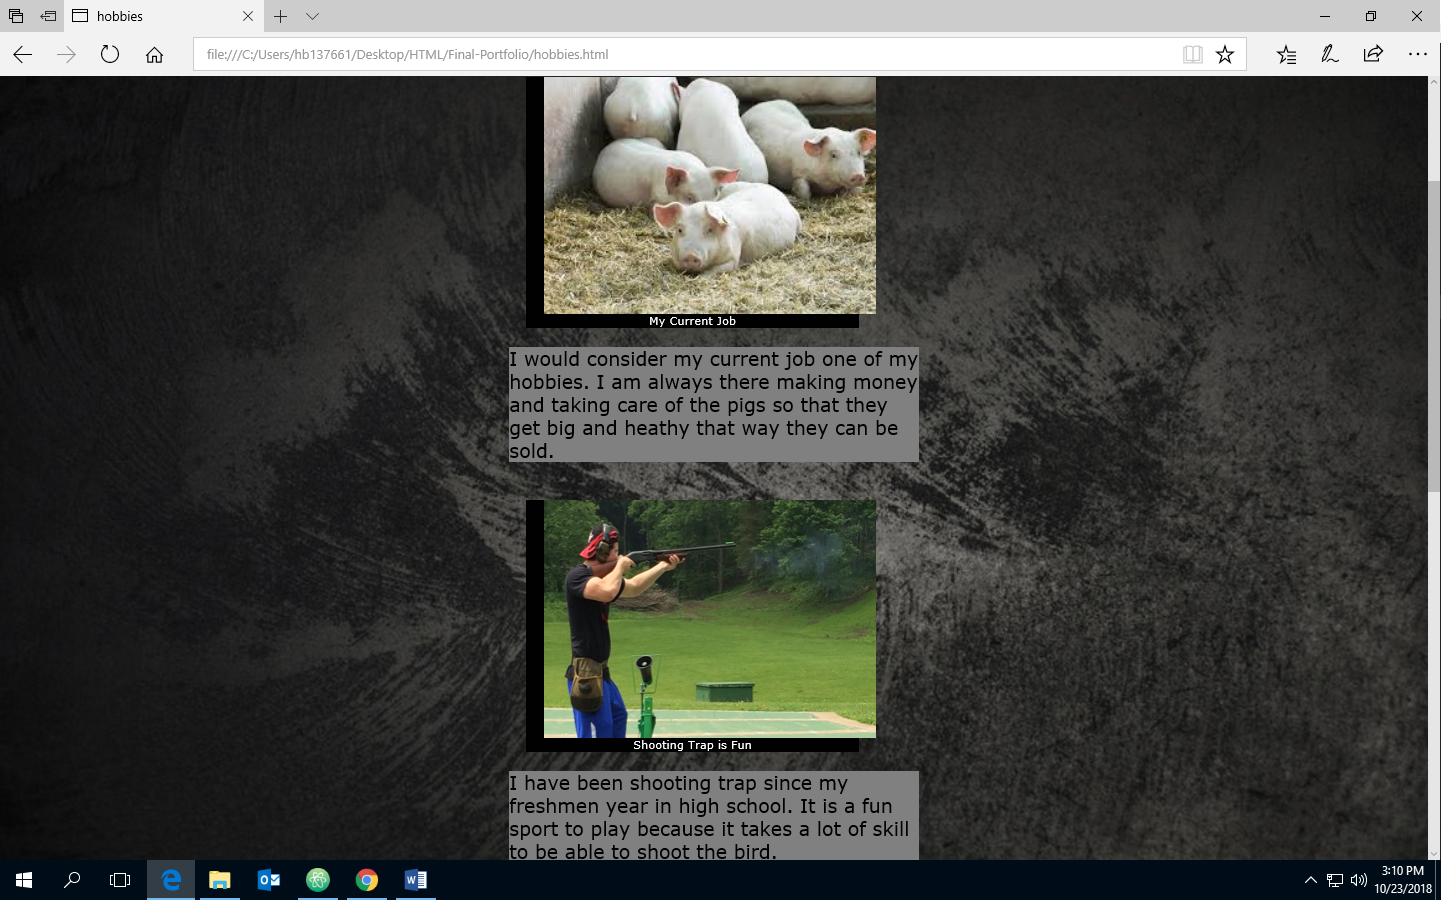 hobbies
file:///C:/Users/hb137661/Desktop/HTML/Final-Portfolio/hobbies.html
My Current Job
I would consider my current job one of my
hobbies. I am always there making money
and taking care of the pigs so that they
get big and heathy that way they can be
sold.
Shooting Trap is Fun
I have been shooting trap since my
freshmen year in high school. It is a fun
sport to play because it takes a lot of skill
to be able to shoot the bird.
3:10 PM
10/23/2018